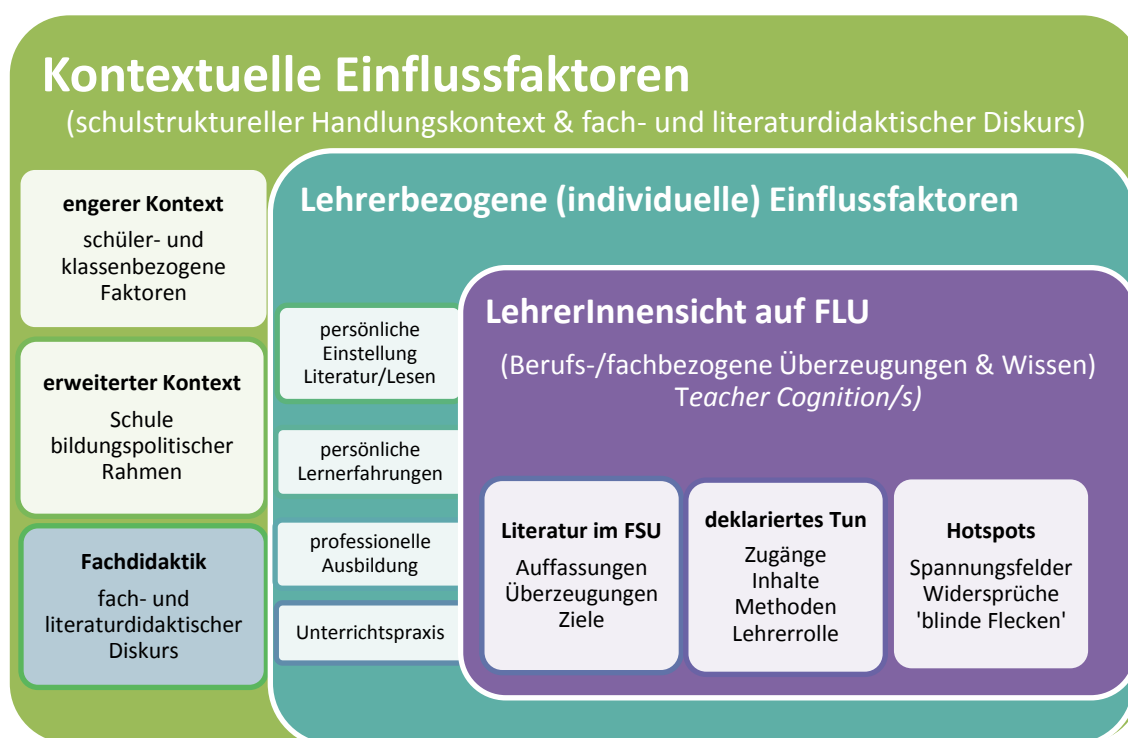 Kontextuelle Einflussfaktoren
(schulstruktureller Handlungskontext & fach- und literaturdidaktischer Diskurs)
engerer Kontext
schüler- und
klassenbezogene
Faktoren
erweiterter Kontext
Schule
bildungspolitischer
Rahmen
Fachdidaktik
fach- und
literaturdidaktischer
Diskurs
Lehrerbezogene (individuelle) Einflussfaktoren
persönliche
Einstellung
Literatur/Lesen
persönliche
Lernerfahrungen
professionelle
Ausbildung
Unterrichtspraxis
LehrerInnensicht auf FLU
(Berufs-/fachbezogene Überzeugungen & Wissen)
Teacher Cognition/s)
Literatur im FSU
Auffassungen
Überzeugungen
Ziele
deklariertes Tun
Zugänge
Inhalte
Methoden
Lehrerrolle
Hotspots
Spannungsfelder
Widersprüche
'blinde Flecken'